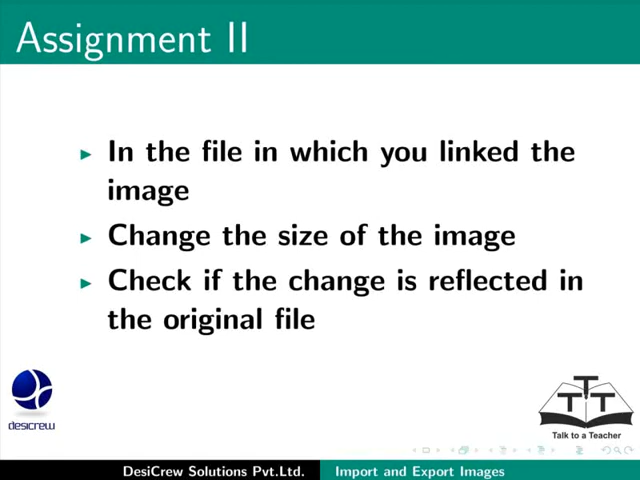 Assignment II
In the file in which you linked the
image
Change the size of the image
Check if the change is reflected in
the original file
desicrew
TTT
Talk to a Teacher
DesiCrew Solutions Pvt.Ltd. Import and Export Images